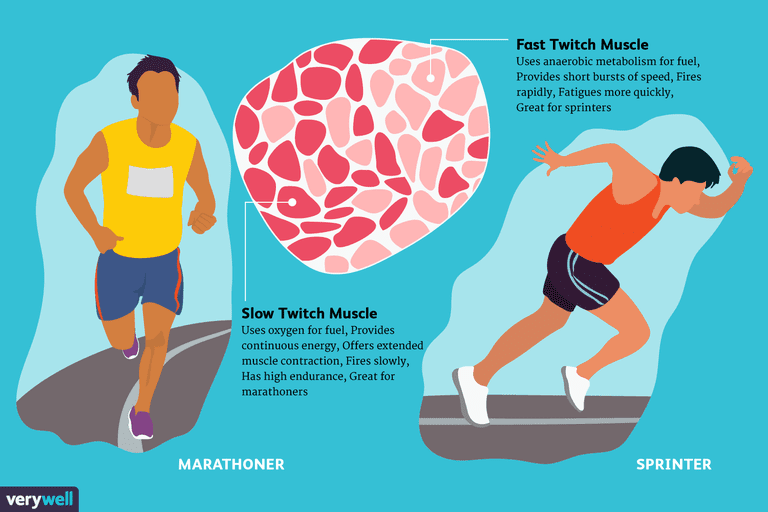 Fast Twitch Muscle
Uses anaerobic metabolism for fuel,
Provides short bursts of speed, Fires
rapidly, Fatigues more quickly,
Great for sprinters
Slow Twitch Muscle
Uses oxygen for fuel, Provides
continuous energy, Offers extended
muscle contraction, Fires slowly,
Has high endurance, Great for
marathoners
MARATHONER
SPRINTER
verywell